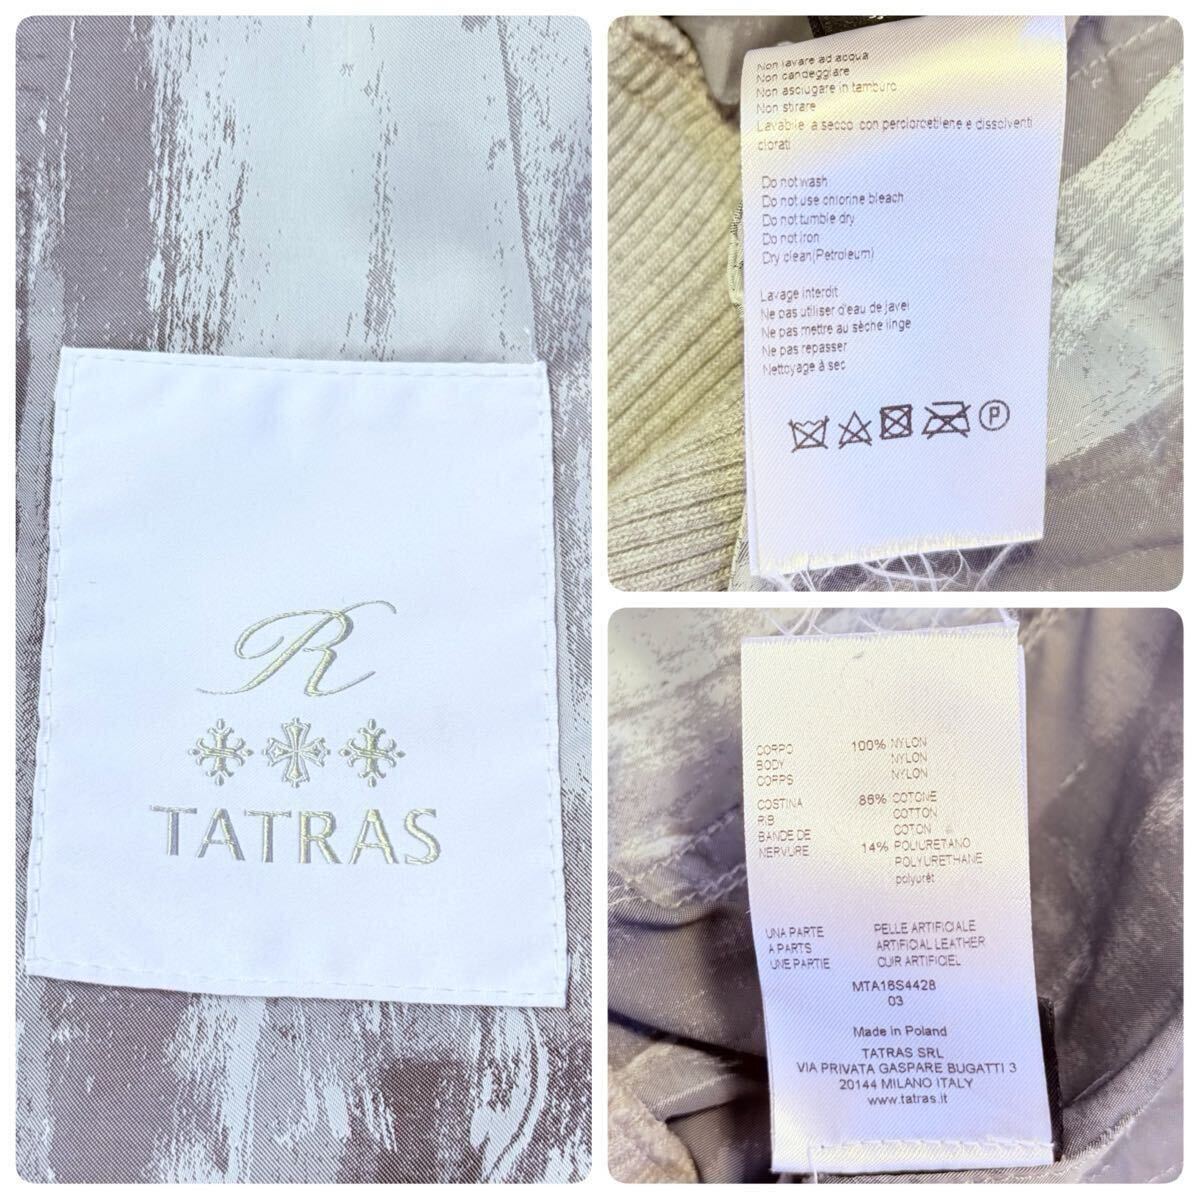 R
TATRAS
Non lavare ad acqua
Non candeggiare
Non asciugare in tamburo
Non stirare
Lavabile a secco con perclorcetilene e dissolventi
clorati
Do not wash
Do not use chlorine bleach
Do not tumble dry
Do not iron
Dry clean(Petroleum)
Lavage interdit
Ne pas utiliser d'eau de javel
Ne pas mettre au sèche linge
Ne pas repasser
Nettoyage à sec
P
CORPO 100% NYLON
BODY NYLON
CORPS NYLON
COSTINA 86% COTONE
RIB COTTON
BANDE DE COTON
NERVURE 14% POLIURETANO
POLYURETHANE
polyurét
UNA PARTE PELLE ARTIFICIALE
A PARTS ARTIFICIAL LEATHER
UNE PARTIE CUIR ARTIFICIEL
MTA16S4428
03
Made in Poland
TATRAS SRL
VIA PRIVATA GASPARE BUGATTI 3
20144 MILANO ITALY
www.tatras.it